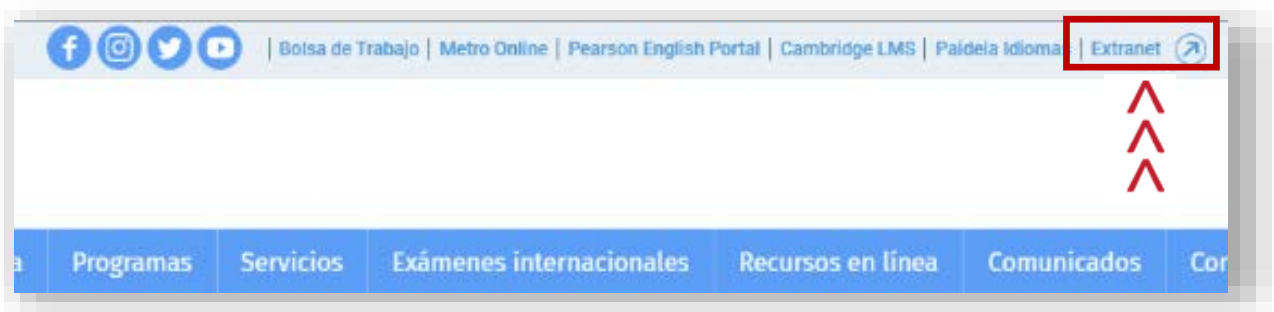 | Bolsa de Trabajo | Metro Online | Pearson English Portal | Cambridge LMS | Paideia Idiomas | Extranet
a Programas Servicios Exámenes internacionales Recursos en línea Comunicados Con